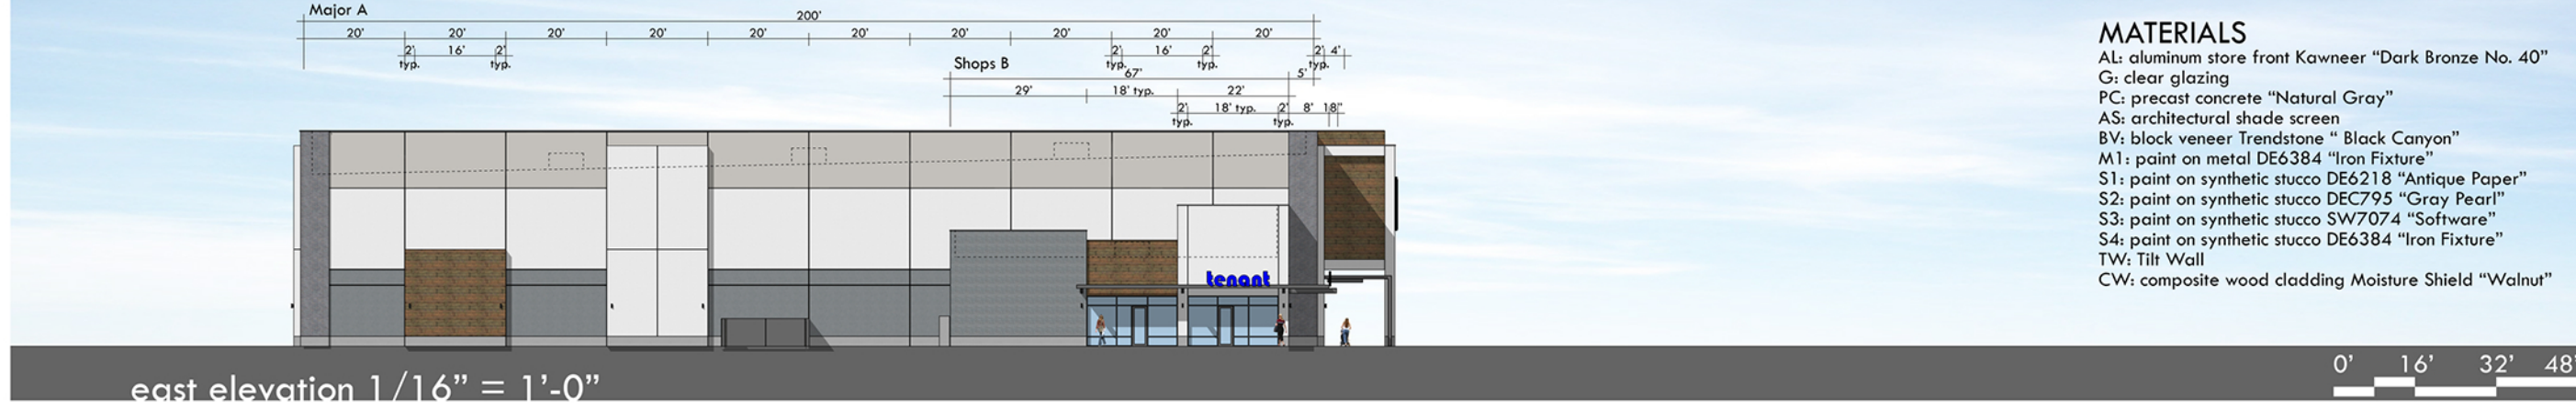 Major A
200'
20' 20' 20' 20' 20' 20' 20' 20' 20' 20'
2' 16' 2' 2' 16' 2' 2' 4'
typ. typ. typ. typ. typ.
Shops B
67' 5'
29' 18' typ. 22'
2' 18' typ. 2' 8' 18"
typ. typ.
tenant
MATERIALS
AL: aluminum store front Kawneer “Dark Bronze No. 40”
G: clear glazing
PC: precast concrete “Natural Gray”
AS: architectural shade screen
BV: block veneer Trendstone “ Black Canyon”
M1: paint on metal DE6384 “Iron Fixture”
S1: paint on synthetic stucco DE6218 “Antique Paper”
S2: paint on synthetic stucco DEC795 “Gray Pearl”
S3: paint on synthetic stucco SW7074 “Software”
S4: paint on synthetic stucco DE6384 “Iron Fixture”
TW: Tilt Wall
CW: composite wood cladding Moisture Shield “Walnut”
east elevation 1/16” = 1’-0”
0' 16' 32' 48'